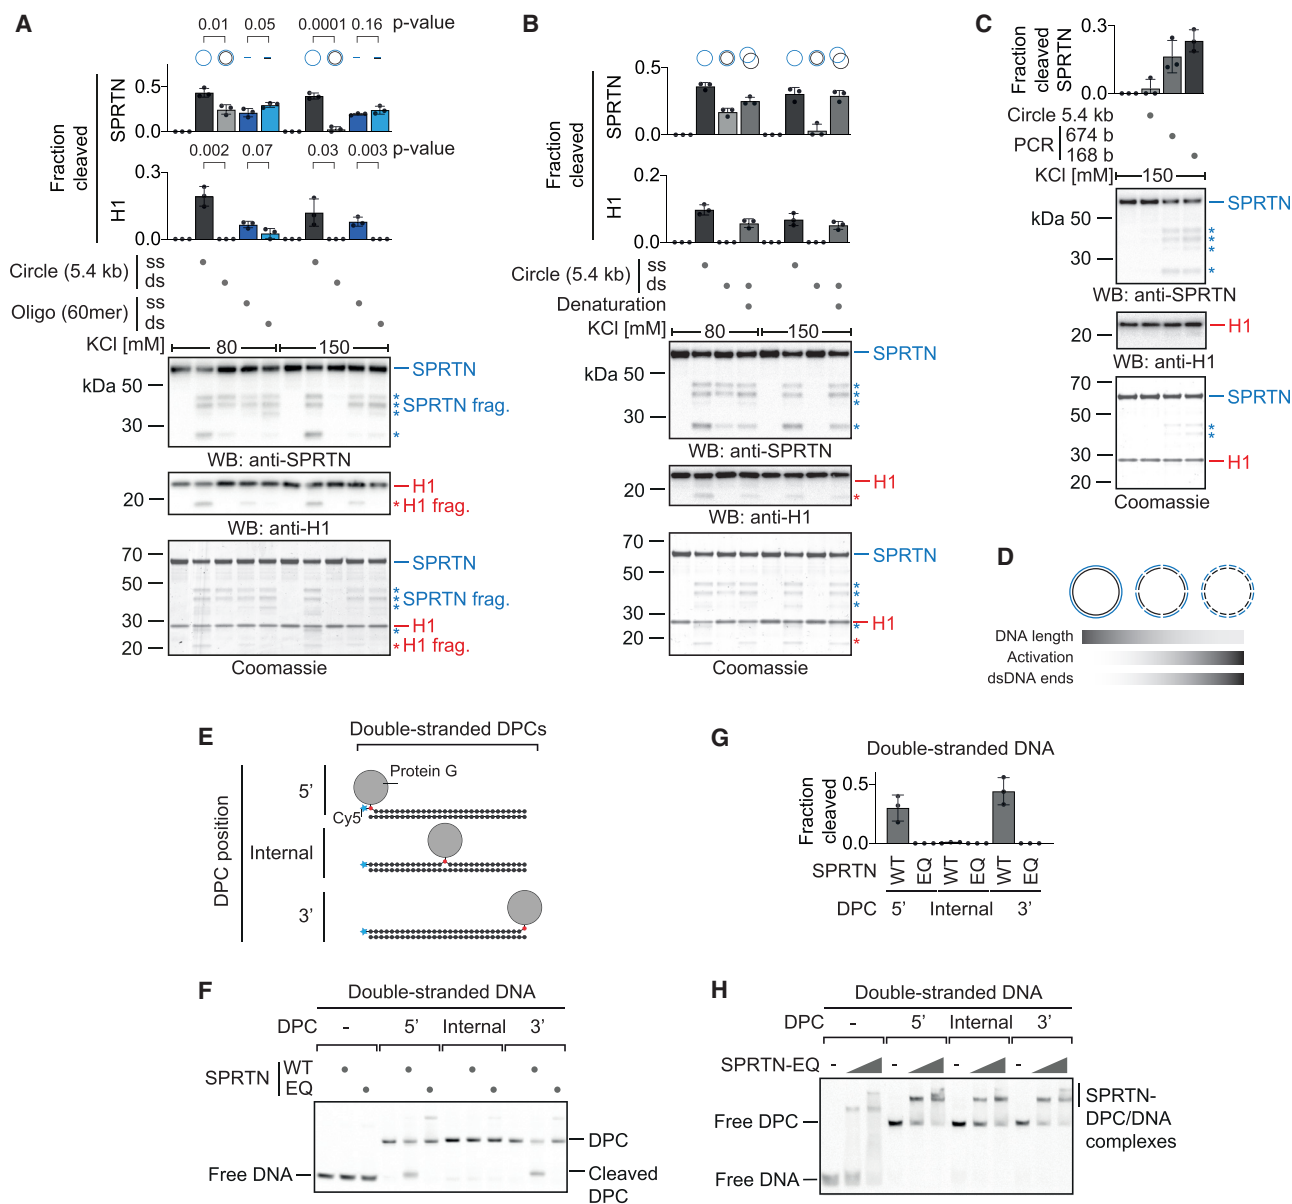 A
0.01 0.05 0.0001 0.16 p-value
Fraction cleaved
SPRTN
0.5
0.0
0.002 0.07 0.03 0.003 p-value
H1
0.3
0.0
Circle (5.4 kb) ss
ds
Oligo (60mer) ss
ds
KCl [mM] 80 150
kDa 50
30
SPRTN
* * * SPRTN frag.
*
WB: anti-SPRTN
20
H1
* H1 frag.
WB: anti-H1
70
50
30
20
SPRTN
* * * SPRTN frag.
H1
*
* H1 frag.
Coomassie
B
Fraction cleaved
SPRTN
0.5
0.0
H1
0.2
0.0
Circle (5.4 kb) ss
ds
Denaturation
KCl [mM] 80 150
kDa 50
30
SPRTN
* * *
*
WB: anti-SPRTN
20
H1
*
WB: anti-H1
70
50
30
20
SPRTN
* * *
H1
*
*
Coomassie
C
Fraction cleaved SPRTN
0.3
0.0
Circle 5.4 kb
PCR 674 b
168 b
KCl [mM] 150
kDa 50
30
SPRTN
* * *
*
WB: anti-SPRTN
20
H1
WB: anti-H1
70
50
30
20
SPRTN
* *
H1
Coomassie
D
DNA length
Activation
dsDNA ends
E
Double-stranded DPCs
DPC position
5’
Protein G
Cy5
Internal
3’
F
Double-stranded DNA
DPC - 5’ Internal 3’
SPRTN WT
EQ
DPC
Free DNA
Cleaved
DPC
G
Double-stranded DNA
Fraction cleaved
0.5
0.0
SPRTN WT EQ WT EQ WT EQ
DPC 5’ Internal 3’
H
Double-stranded DNA
DPC - 5’ Internal 3’
SPRTN-EQ - - - -
Free DPC
Free DNA
SPRTN-
DPC/DNA
complexes